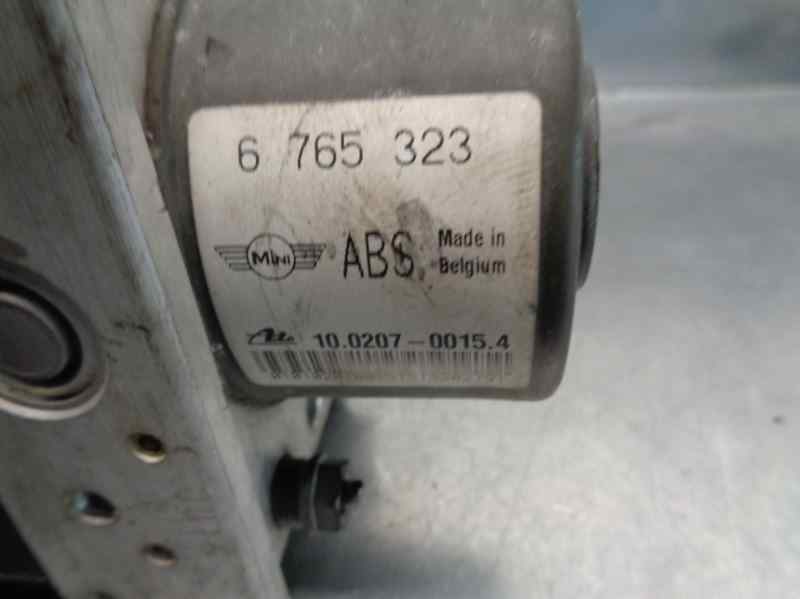 6 765 323
MINI ABS Made in
Belgium
10.0207-0015.4